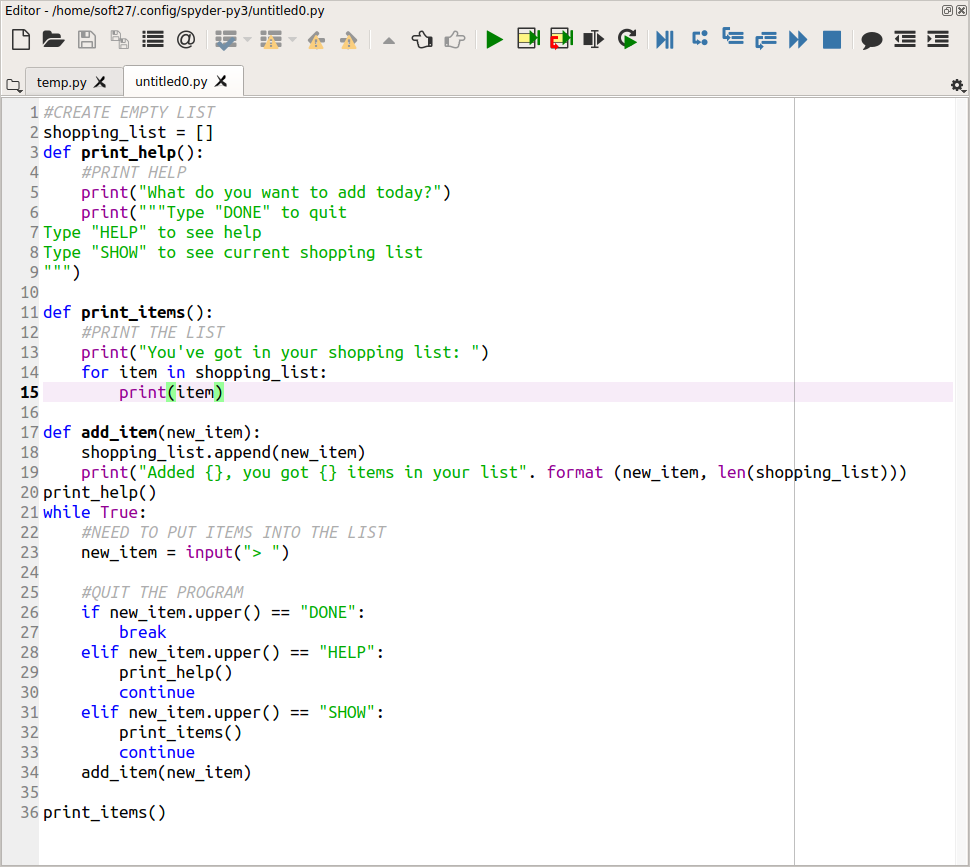 Editor - /home/soft27/.config/spyder-py3/untitled0.py
temp.py
untitled0.py
1 #CREATE EMPTY LIST
2 shopping_list = []
3 def print_help():
4     #PRINT HELP
5     print("What do you want to add today?")
6     print("""Type "DONE" to quit
7 Type "HELP" to see help
8 Type "SHOW" to see current shopping list
9 """)
10
11 def print_items():
12     #PRINT THE LIST
13     print("You've got in your shopping list: ")
14     for item in shopping_list:
15         print(item)
16
17 def add_item(new_item):
18     shopping_list.append(new_item)
19     print("Added {}, you got {} items in your list". format (new_item, len(shopping_list)))
20 print_help()
21 while True:
22     #NEED TO PUT ITEMS INTO THE LIST
23     new_item = input("> ")
24
25     #QUIT THE PROGRAM
26     if new_item.upper() == "DONE":
27         break
28     elif new_item.upper() == "HELP":
29         print_help()
30         continue
31     elif new_item.upper() == "SHOW":
32         print_items()
33         continue
34     add_item(new_item)
35
36 print_items()